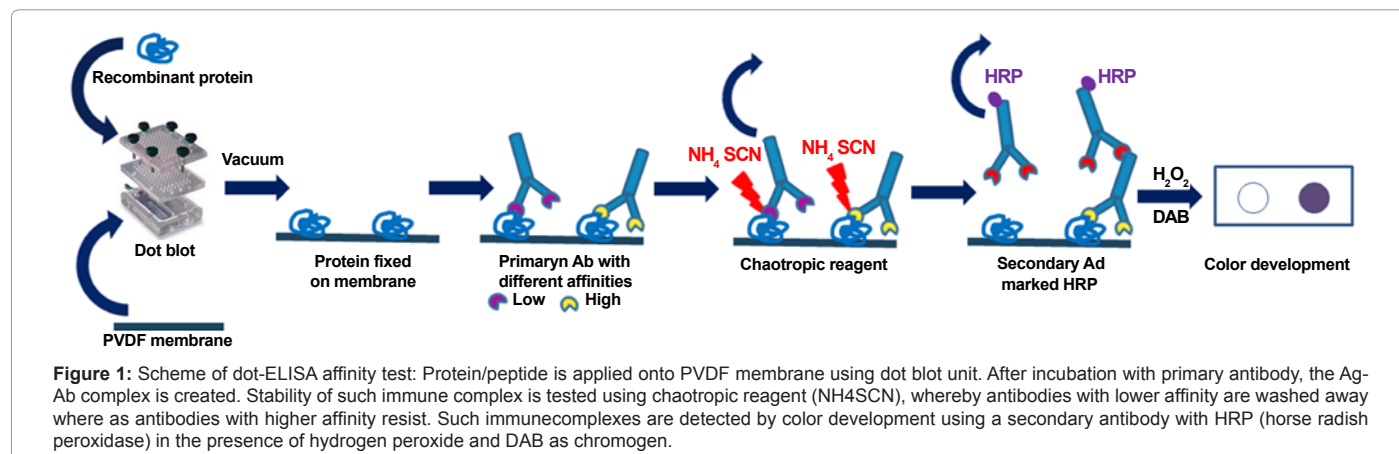 Recombinant protein
Dot blot
PVDF membrane
Vacuum
Protein fixed
on membrane
Primaryn Ab with
different affinities
Low High
NH4 SCN
NH4 SCN
Chaotropic reagent
HRP
HRP
Secondary Ad
marked HRP
H2O2
DAB
Color development
Figure 1: Scheme of dot-ELISA affinity test: Protein/peptide is applied onto PVDF membrane using dot blot unit. After incubation with primary antibody, the Ag-
Ab complex is created. Stability of such immune complex is tested using chaotropic reagent (NH4SCN), whereby antibodies with lower affinity are washed away
where as antibodies with higher affinity resist. Such immunecomplexes are detected by color development using a secondary antibody with HRP (horse radish
peroxidase) in the presence of hydrogen peroxide and DAB as chromogen.